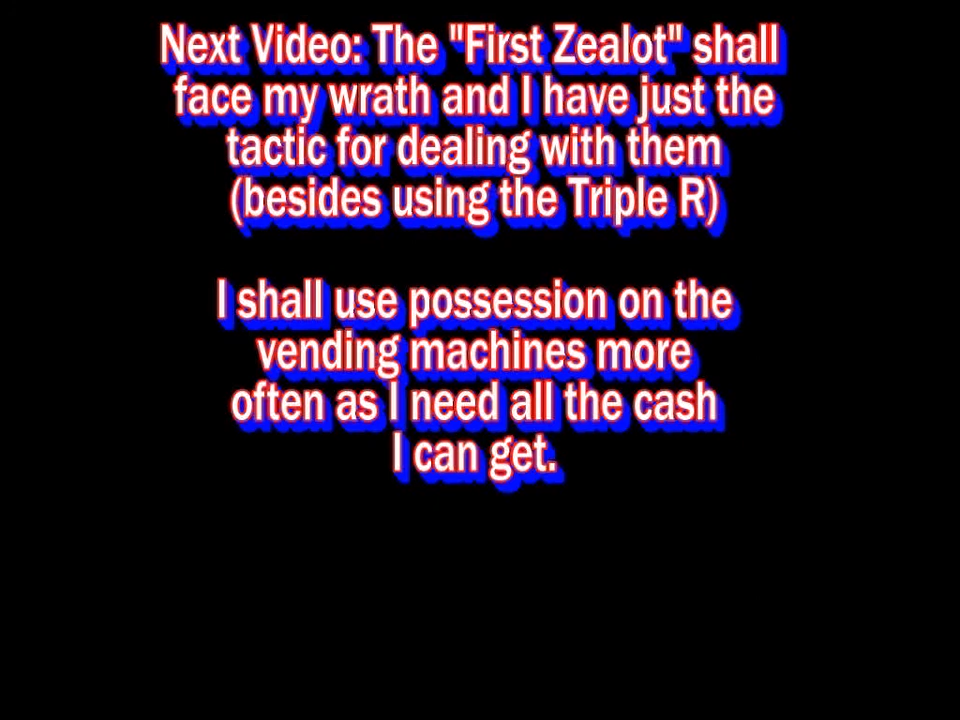 Next Video: The "First Zealot" shall
face my wrath and I have just the
tactic for dealing with them
(besides using the Triple R)
I shall use possession on the
vending machines more
often as I need all the cash
I can get.